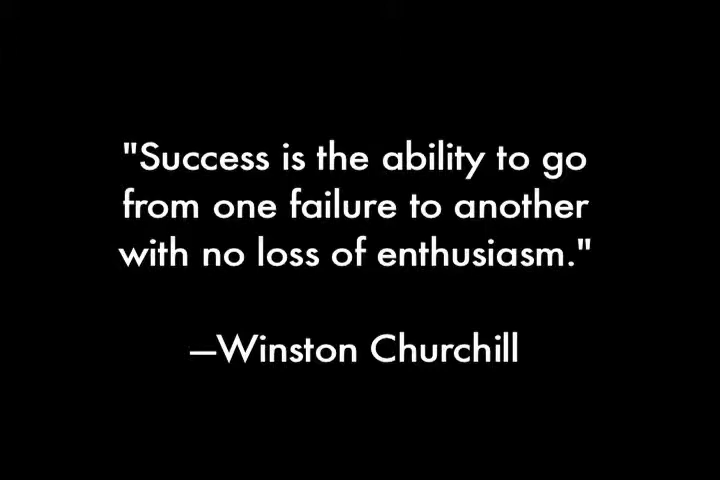 "Success is the ability to go
from one failure to another
with no loss of enthusiasm."
—Winston Churchill